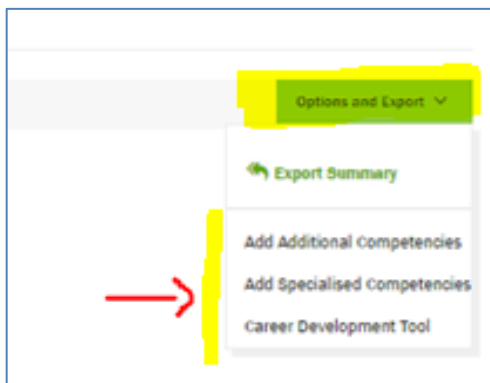 Options and Export
Export Summary
Add Additional Competencies
Add Specialised Competencies
Career Development Tool